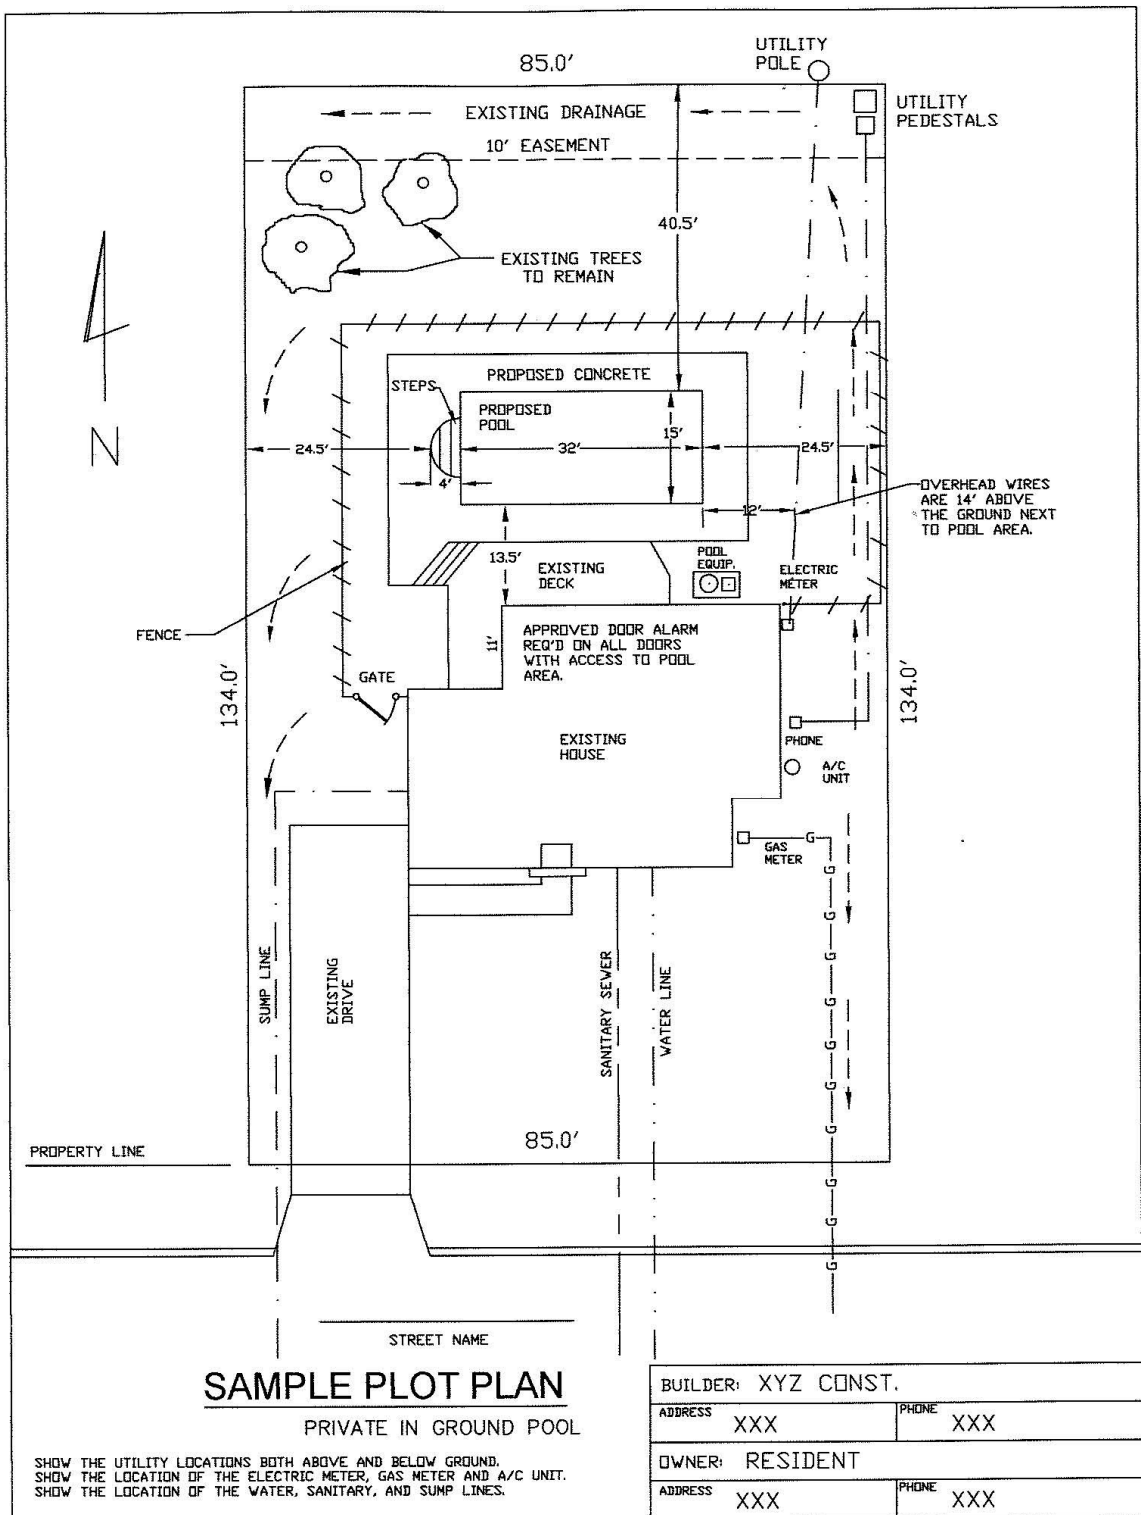 85.0'
UTILITY
POLE
UTILITY
PEDESTALS
EXISTING DRAINAGE
10' EASEMENT
40.5'
EXISTING TREES
TO REMAIN
N
PROPOSED CONCRETE
STEPS
PROPOSED
POOL
24.5'
32'
15'
24.5'
4'
12'
OVERHEAD WIRES
ARE 14' ABOVE
THE GROUND NEXT
TO POOL AREA.
13.5'
EXISTING
DECK
POOL
EQUIP.
ELECTRIC
METER
FENCE
11'
APPROVED DOOR ALARM
REQ'D ON ALL DOORS
WITH ACCESS TO POOL
AREA.
GATE
134.0'
134.0'
EXISTING
HOUSE
PHONE
A/C
UNIT
GAS
METER
G
G
G
G
G
G
G
G
G
G
G
G
SUMP LINE
EXISTING
DRIVE
SANITARY SEWER
WATER LINE
85.0'
PROPERTY LINE
STREET NAME
SAMPLE PLOT PLAN
PRIVATE IN GROUND POOL
SHOW THE UTILITY LOCATIONS BOTH ABOVE AND BELOW GROUND.
SHOW THE LOCATION OF THE ELECTRIC METER, GAS METER AND A/C UNIT.
SHOW THE LOCATION OF THE WATER, SANITARY, AND SUMP LINES.
BUILDER: XYZ CONST.
ADDRESS XXX PHONE XXX
OWNER: RESIDENT
ADDRESS XXX PHONE XXX